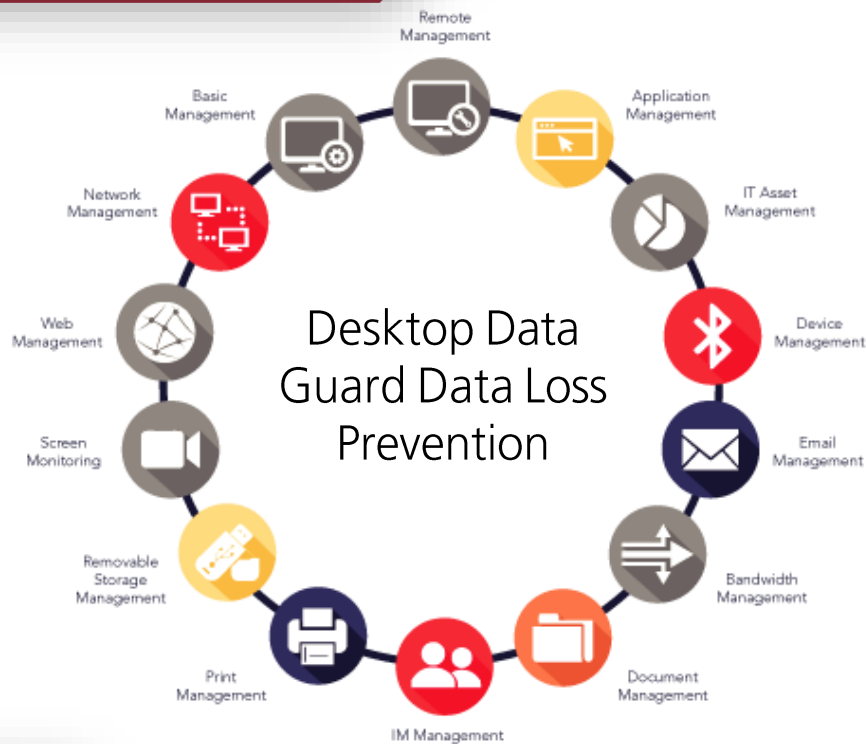 Remote
Management
Basic
Management
Application
Management
Network
Management
IT Asset
Management
Desktop Data
Guard Data Loss
Prevention
Web
Management
Device
Management
Screen
Monitoring
Email
Management
Removable
Storage
Management
Bandwidth
Management
Print
Management
Document
Management
IM Management